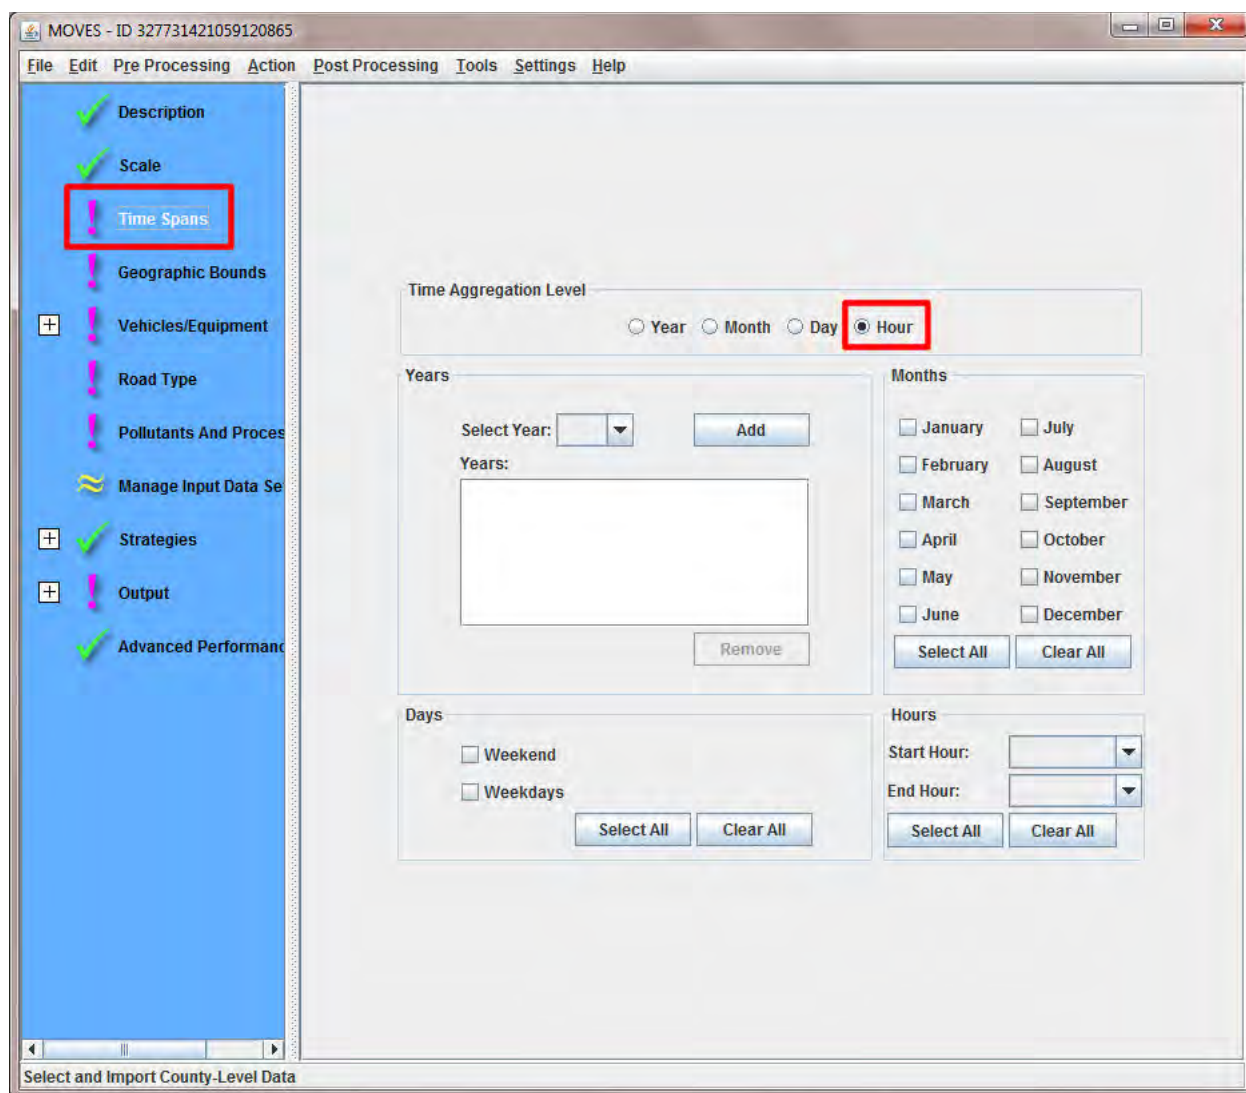 MOVES - ID 327731421059120865
File Edit Pre Processing Action Post Processing Tools Settings Help
Description
Scale
Time Spans
Geographic Bounds
Vehicles/Equipment
Road Type
Pollutants And Proces
Manage Input Data Se
Strategies
Output
Advanced Performanc
Time Aggregation Level
Year Month Day Hour
Years
Select Year: Add
Years:
Remove
Months
January July
February August
March September
April October
May November
June December
Select All Clear All
Days
Weekend
Weekdays
Select All Clear All
Hours
Start Hour:
End Hour:
Select All Clear All
Select and Import County-Level Data